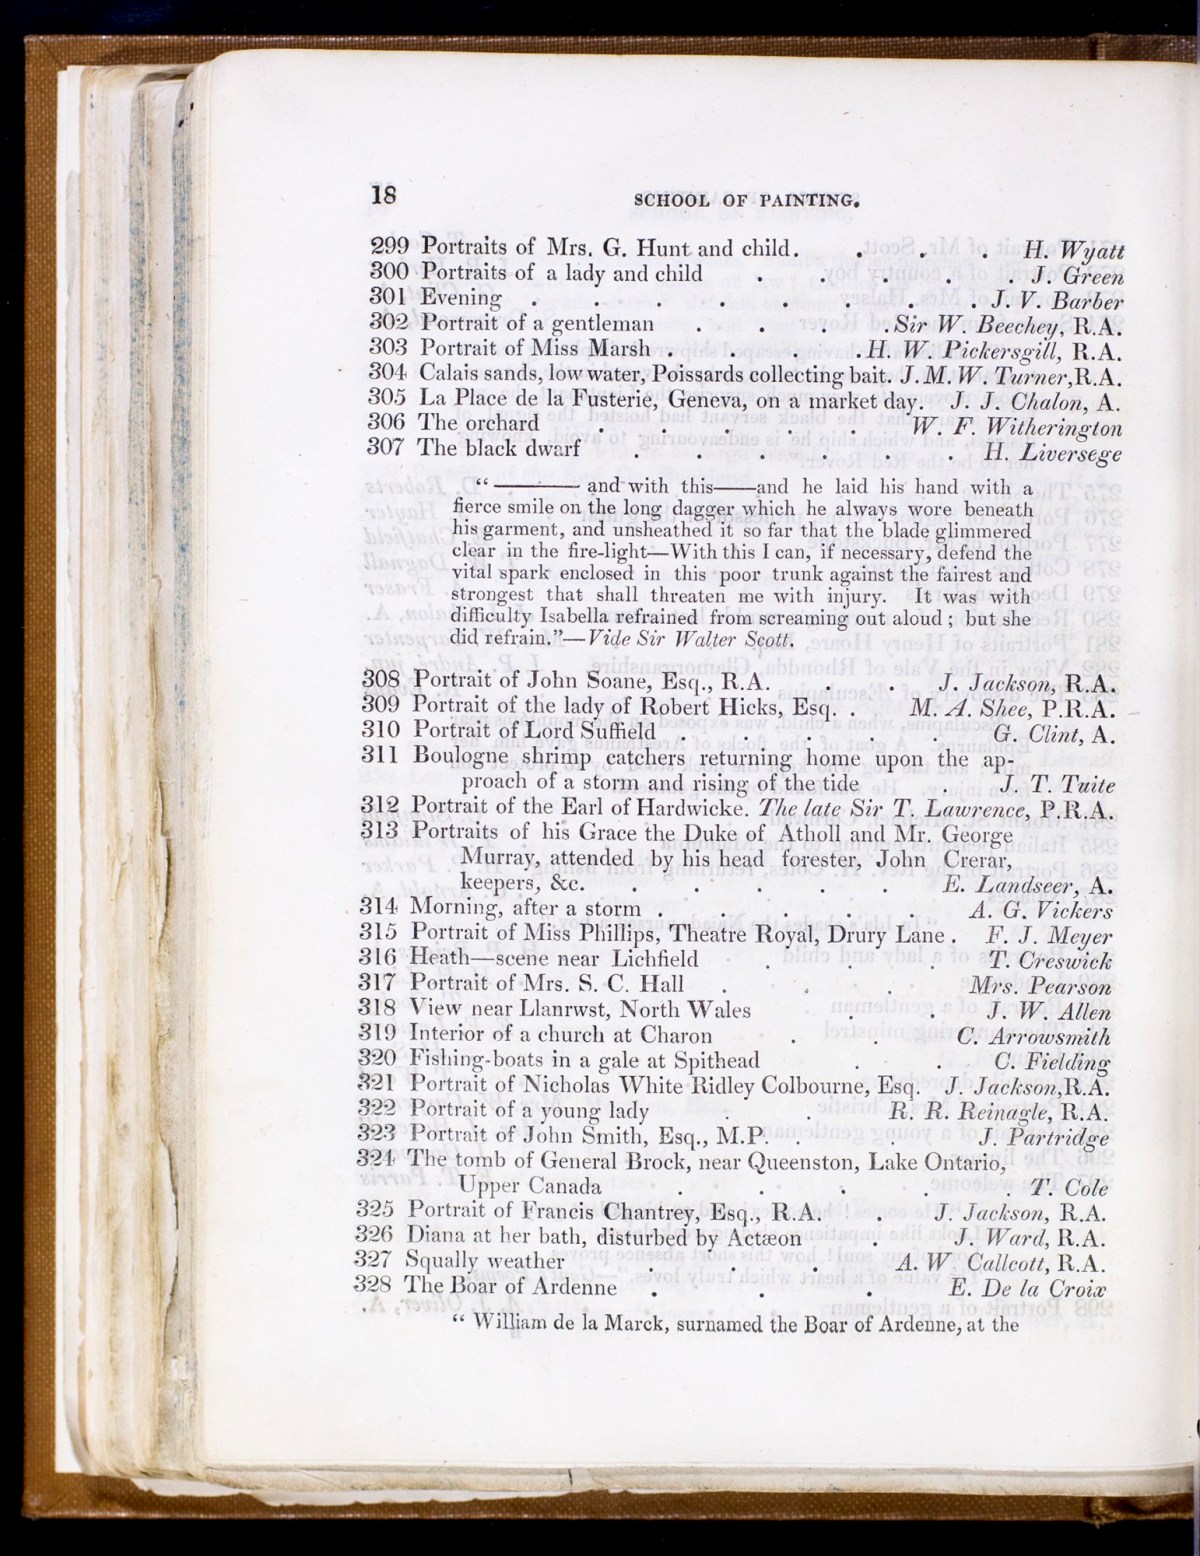 18
SCHOOL OF PAINTING.
299 Portraits of Mrs. G. Hunt and child. . . . H. Wyatt
300 Portraits of a lady and child . . . . . J. Green
301 Evening . . . . . . . . J. V. Barber
302 Portrait of a gentleman . . . . Sir W. Beechey, R.A.
303 Portrait of Miss Marsh . . . . H. W. Pickersgill, R.A.
304 Calais sands, low water, Poissards collecting bait. J. M. W. Turner, R.A.
305 La Place de la Fusterie, Geneva, on a market day. J. J. Chalon, A.
306 The orchard . . . . . . W. F. Witherington
307 The black dwarf . . . . . . H. Liversege
“ ——— and with this——and he laid his hand with a
fierce smile on the long dagger which he always wore beneath
his garment, and unsheathed it so far that the blade glimmered
clear in the fire-light—With this I can, if necessary, defend the
vital spark enclosed in this poor trunk against the fairest and
strongest that shall threaten me with injury. It was with
difficulty Isabella refrained from screaming out aloud; but she
did refrain.”—Vide Sir Walter Scott.
308 Portrait of John Soane, Esq., R.A. . . . J. Jackson, R.A.
309 Portrait of the lady of Robert Hicks, Esq. . M. A. Shee, P.R.A.
310 Portrait of Lord Suffield . . . . . G. Clint, A.
311 Boulogne shrimp catchers returning home upon the ap-
proach of a storm and rising of the tide . J. T. Tuite
312 Portrait of the Earl of Hardwicke. The late Sir T. Lawrence, P.R.A.
313 Portraits of his Grace the Duke of Atholl and Mr. George
Murray, attended by his head forester, John Crerar,
keepers, &c. . . . . . E. Landseer, A.
314 Morning, after a storm . . . . . A. G. Vickers
315 Portrait of Miss Phillips, Theatre Royal, Drury Lane . F. J. Meyer
316 Heath—scene near Lichfield . . . T. Creswick
317 Portrait of Mrs. S. C. Hall . . . Mrs. Pearson
318 View near Llanrwst, North Wales . . J. W. Allen
319 Interior of a church at Charon . . C. Arrowsmith
320 Fishing-boats in a gale at Spithead . . C. Fielding
321 Portrait of Nicholas White Ridley Colbourne, Esq. J. Jackson, R.A.
322 Portrait of a young lady . . R. R. Reinagle, R.A.
323 Portrait of John Smith, Esq., M.P. . . J. Partridge
324 The tomb of General Brock, near Queenston, Lake Ontario,
Upper Canada . . . . . T. Cole
325 Portrait of Francis Chantrey, Esq., R.A. . J. Jackson, R.A.
326 Diana at her bath, disturbed by Actæon . J. Ward, R.A.
327 Squally weather . . . A. W. Callcott, R.A.
328 The Boar of Ardenne . . . E. De la Croix
“ William de la Marck, surnamed the Boar of Ardenne, at the